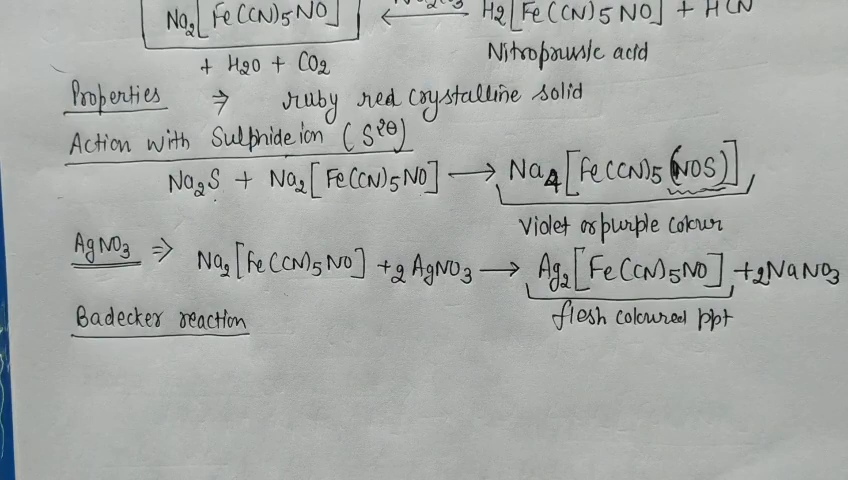 Na2[Fe(CN)5NO] ⟵ H2[Fe(CN)5NO] + HCN
+ H2O + CO2 Nitroprussic acid
Properties ⇒ ruby red crystalline solid
Action with Sulphide ion (S2⊖)
Na2S + Na2[Fe(CN)5NO] ⟶ Na4[Fe(CN)5(NOS)]
Violet or purple colour
AgNO3 ⇒ Na2[Fe(CN)5NO] + 2AgNO3 ⟶ Ag2[Fe(CN)5NO] + 2NaNO3
flesh coloured ppt
Badecker reaction